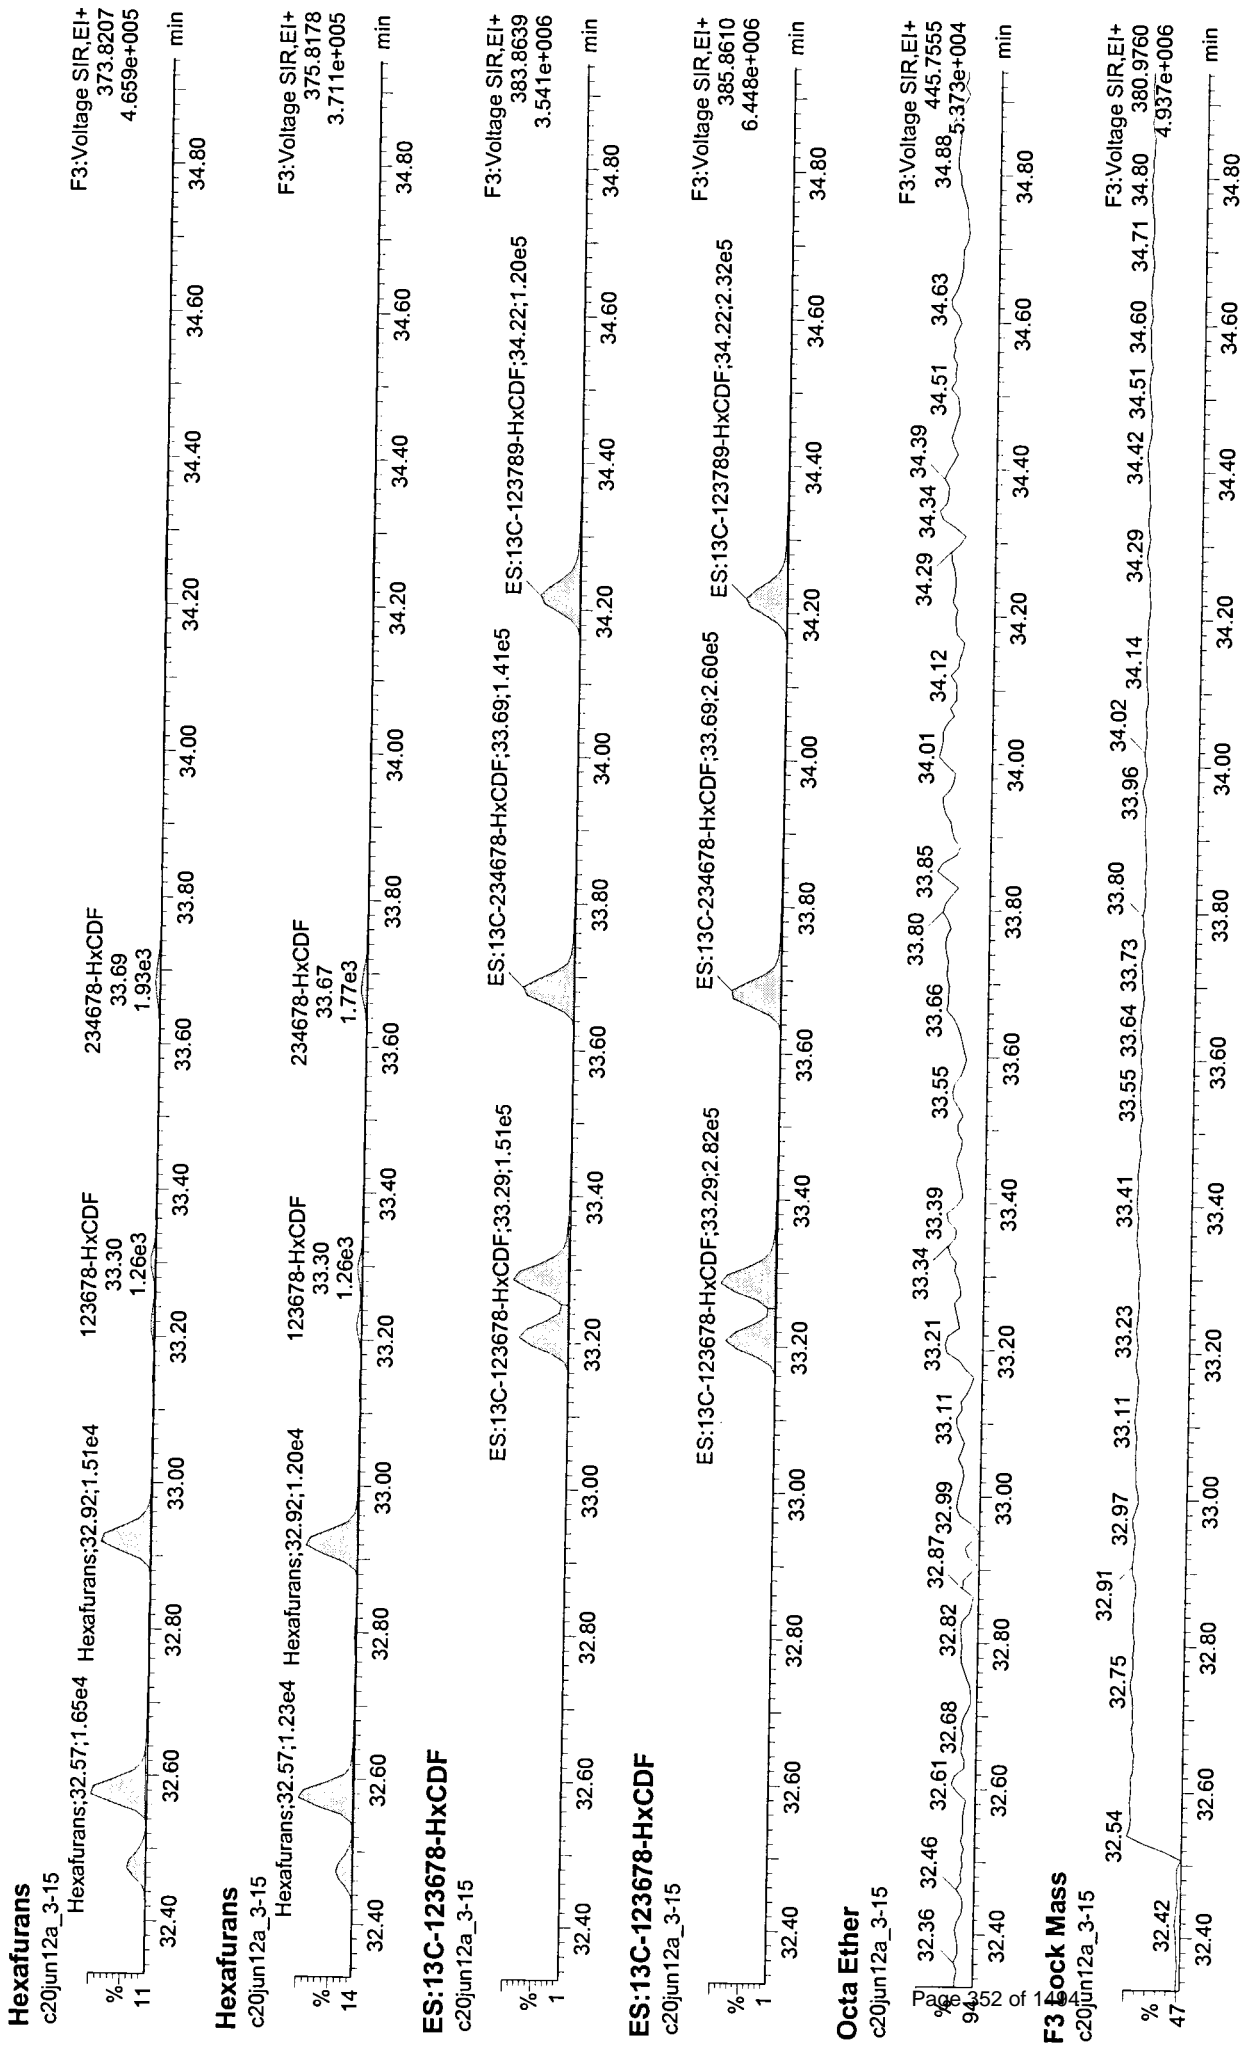 Hexafurans
c20jun12a_3-15
F3:Voltage SIR,EI+
373.8207
4.659e+005
Hexafurans;32.57;1.65e4
Hexafurans;32.92;1.51e4
123678-HxCDF
33.30
1.26e3
234678-HxCDF
33.69
1.93e3
%
11
min
32.40 32.60 32.80 33.00 33.20 33.40 33.60 33.80 34.00 34.20 34.40 34.60 34.80
Hexafurans
c20jun12a_3-15
F3:Voltage SIR,EI+
375.8178
3.711e+005
Hexafurans;32.57;1.23e4
Hexafurans;32.92;1.20e4
123678-HxCDF
33.30
1.26e3
234678-HxCDF
33.67
1.77e3
%
14
min
32.40 32.60 32.80 33.00 33.20 33.40 33.60 33.80 34.00 34.20 34.40 34.60 34.80
ES:13C-123678-HxCDF
c20jun12a_3-15
F3:Voltage SIR,EI+
383.8639
3.541e+006
ES:13C-123678-HxCDF;33.29;1.51e5
ES:13C-234678-HxCDF;33.69;1.41e5
ES:13C-123789-HxCDF;34.22;1.20e5
%
1
min
32.40 32.60 32.80 33.00 33.20 33.40 33.60 33.80 34.00 34.20 34.40 34.60 34.80
ES:13C-123678-HxCDF
c20jun12a_3-15
F3:Voltage SIR,EI+
385.8610
6.448e+006
ES:13C-123678-HxCDF;33.29;2.82e5
ES:13C-234678-HxCDF;33.69;2.60e5
ES:13C-123789-HxCDF;34.22;2.32e5
%
1
min
32.40 32.60 32.80 33.00 33.20 33.40 33.60 33.80 34.00 34.20 34.40 34.60 34.80
Octa Ether
c20jun12a_3-15
F3:Voltage SIR,EI+
445.7555
5.373e+004
32.36 32.46 32.61 32.68 32.82 32.87 32.99 33.11 33.21 33.34 33.39 33.55 33.66 33.80 33.85 34.01 34.12 34.29 34.34 34.39 34.51 34.63 34.88
%
94
min
32.40 32.60 32.80 33.00 33.20 33.40 33.60 33.80 34.00 34.20 34.40 34.60 34.80
Page 352 of 1494
F3 Lock Mass
c20jun12a_3-15
F3:Voltage SIR,EI+
380.9760
4.937e+006
32.42 32.54 32.75 32.91 32.97 33.11 33.23 33.41 33.55 33.64 33.73 33.80 33.96 34.02 34.14 34.29 34.42 34.51 34.60 34.71 34.80
%
47
min
32.40 32.60 32.80 33.00 33.20 33.40 33.60 33.80 34.00 34.20 34.40 34.60 34.80